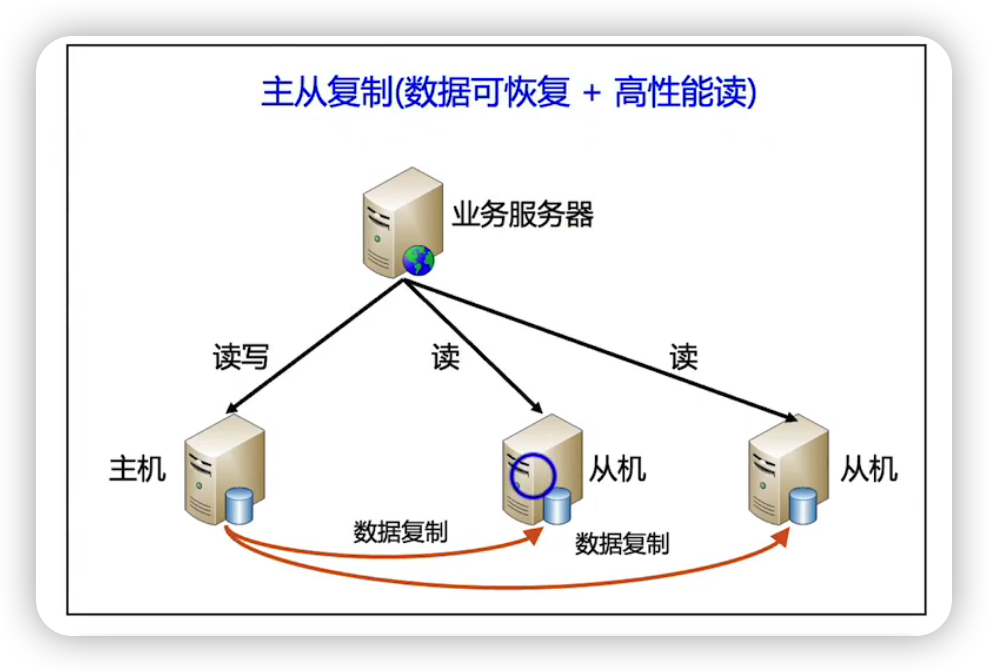 主从复制(数据可恢复 + 高性能读)
业务服务器
读写
读
读
主机
从机
从机
数据复制
数据复制